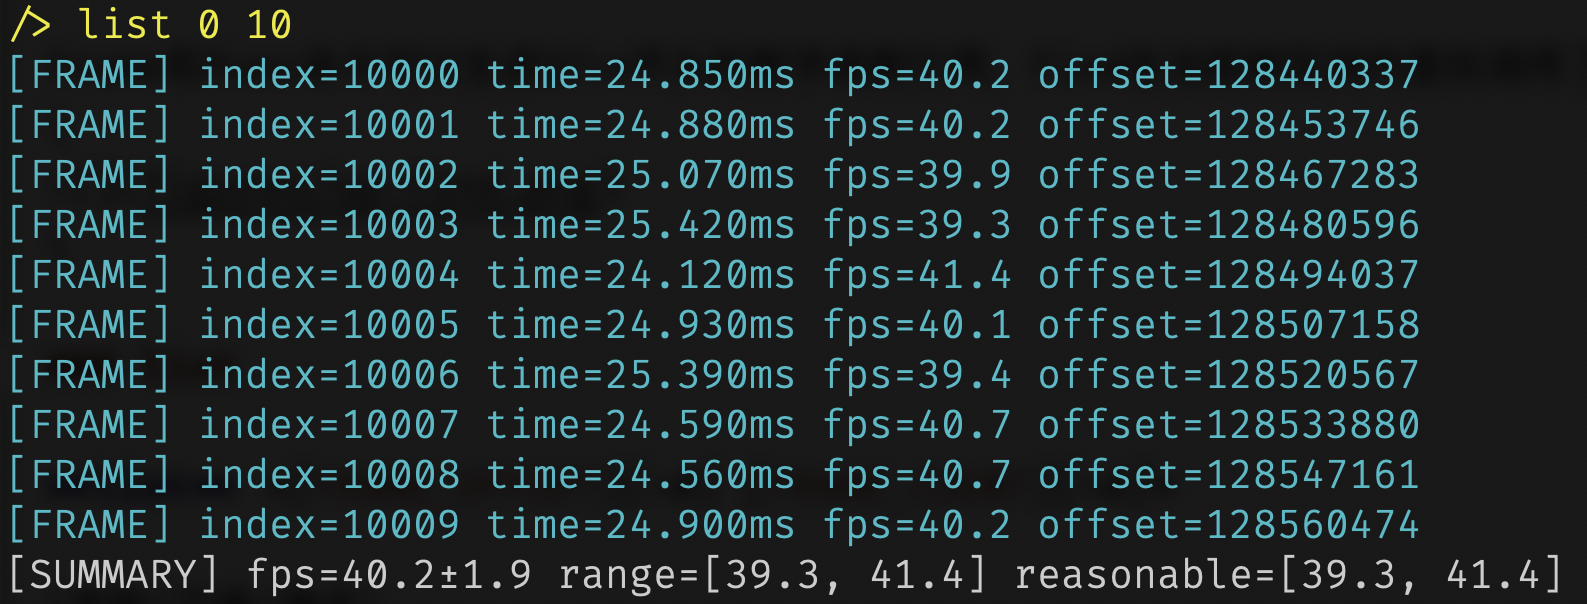 /> list 0 10
[FRAME] index=10000 time=24.850ms fps=40.2 offset=128440337
[FRAME] index=10001 time=24.880ms fps=40.2 offset=128453746
[FRAME] index=10002 time=25.070ms fps=39.9 offset=128467283
[FRAME] index=10003 time=25.420ms fps=39.3 offset=128480596
[FRAME] index=10004 time=24.120ms fps=41.4 offset=128494037
[FRAME] index=10005 time=24.930ms fps=40.1 offset=128507158
[FRAME] index=10006 time=25.390ms fps=39.4 offset=128520567
[FRAME] index=10007 time=24.590ms fps=40.7 offset=128533880
[FRAME] index=10008 time=24.560ms fps=40.7 offset=128547161
[FRAME] index=10009 time=24.900ms fps=40.2 offset=128560474
[SUMMARY] fps=40.2±1.9 range=[39.3, 41.4] reasonable=[39.3, 41.4]